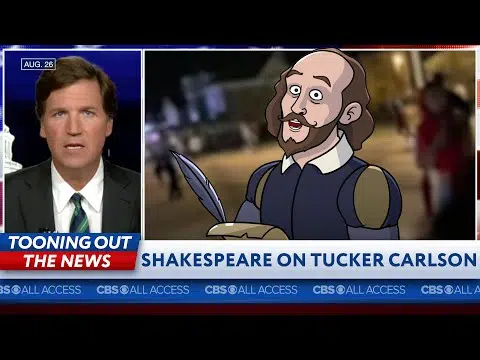 AUG. 26
TOONING OUT
THE NEWS
SHAKESPEARE ON TUCKER CARLSON
CBS ALL ACCESS CBS ALL ACCESS CBS ALL ACCESS CBS ALL ACCESS CBS ALL ACCESS